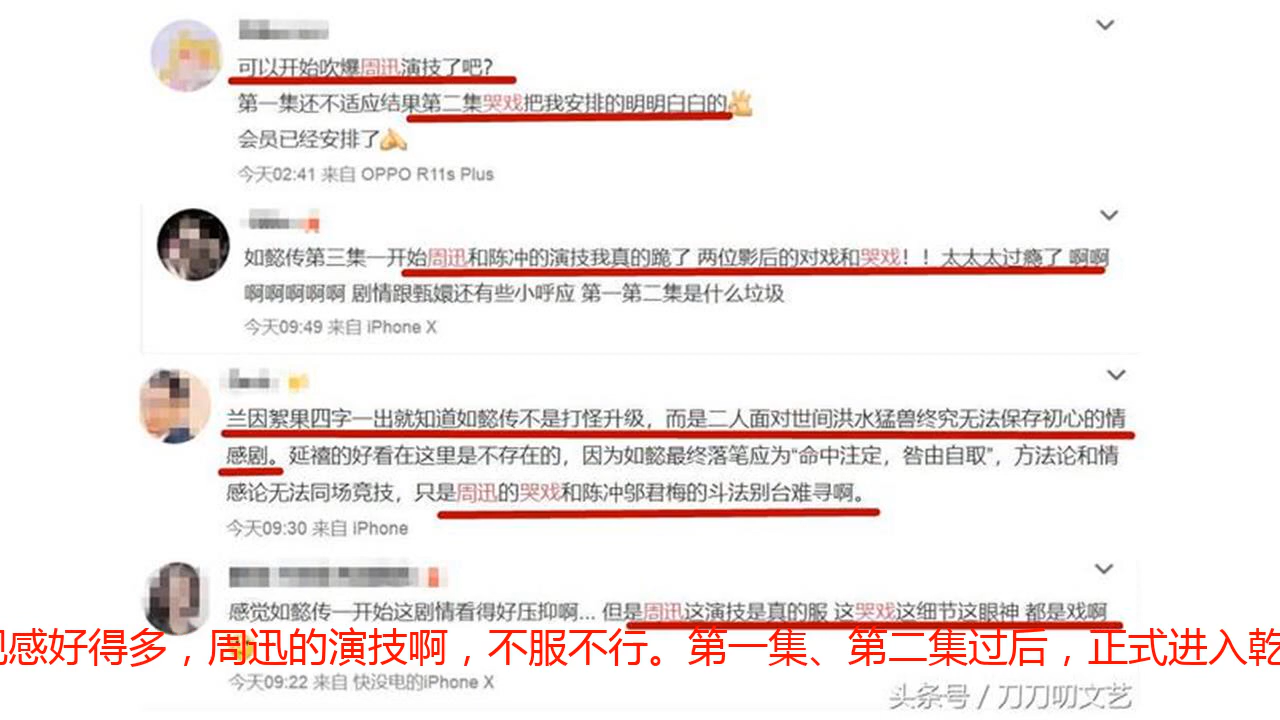 可以开始吹爆周迅演技了吧?
第一集还不适应结果第二集哭戏把我安排的明明白白的
会员已经安排了
今天02:41 来自 OPPO R11s Plus
如懿传第三集一开始周迅和陈冲的演技我真的跪了 两位影后的对戏和哭戏！！太太太过瘾了 啊啊
啊啊啊啊啊 剧情跟甄嬛还有些小呼应 第一第二集是什么垃圾
今天09:49 来自 iPhone X
兰因絮果四字一出就知道如懿传不是打怪升级，而是二人面对世间洪水猛兽终究无法保存初心的情
感剧。延禧的好看在这里是不存在的，因为如懿最终落笔应为“命中注定，咎由自取”，方法论和情
感论无法同场竞技，只是周迅的哭戏和陈冲邬君梅的斗法别台难寻啊。
今天09:30 来自 iPhone
感觉如懿传一开始这剧情看得好压抑啊... 但是周迅这演技是真的服 这哭戏这细节这眼神 都是戏啊
感好得多，周迅的演技啊，不服不行。第一集、第二集过后，正式进入乾
今天09:22 来自 快没电的iPhone X
头条号 / 刀刀叨文艺